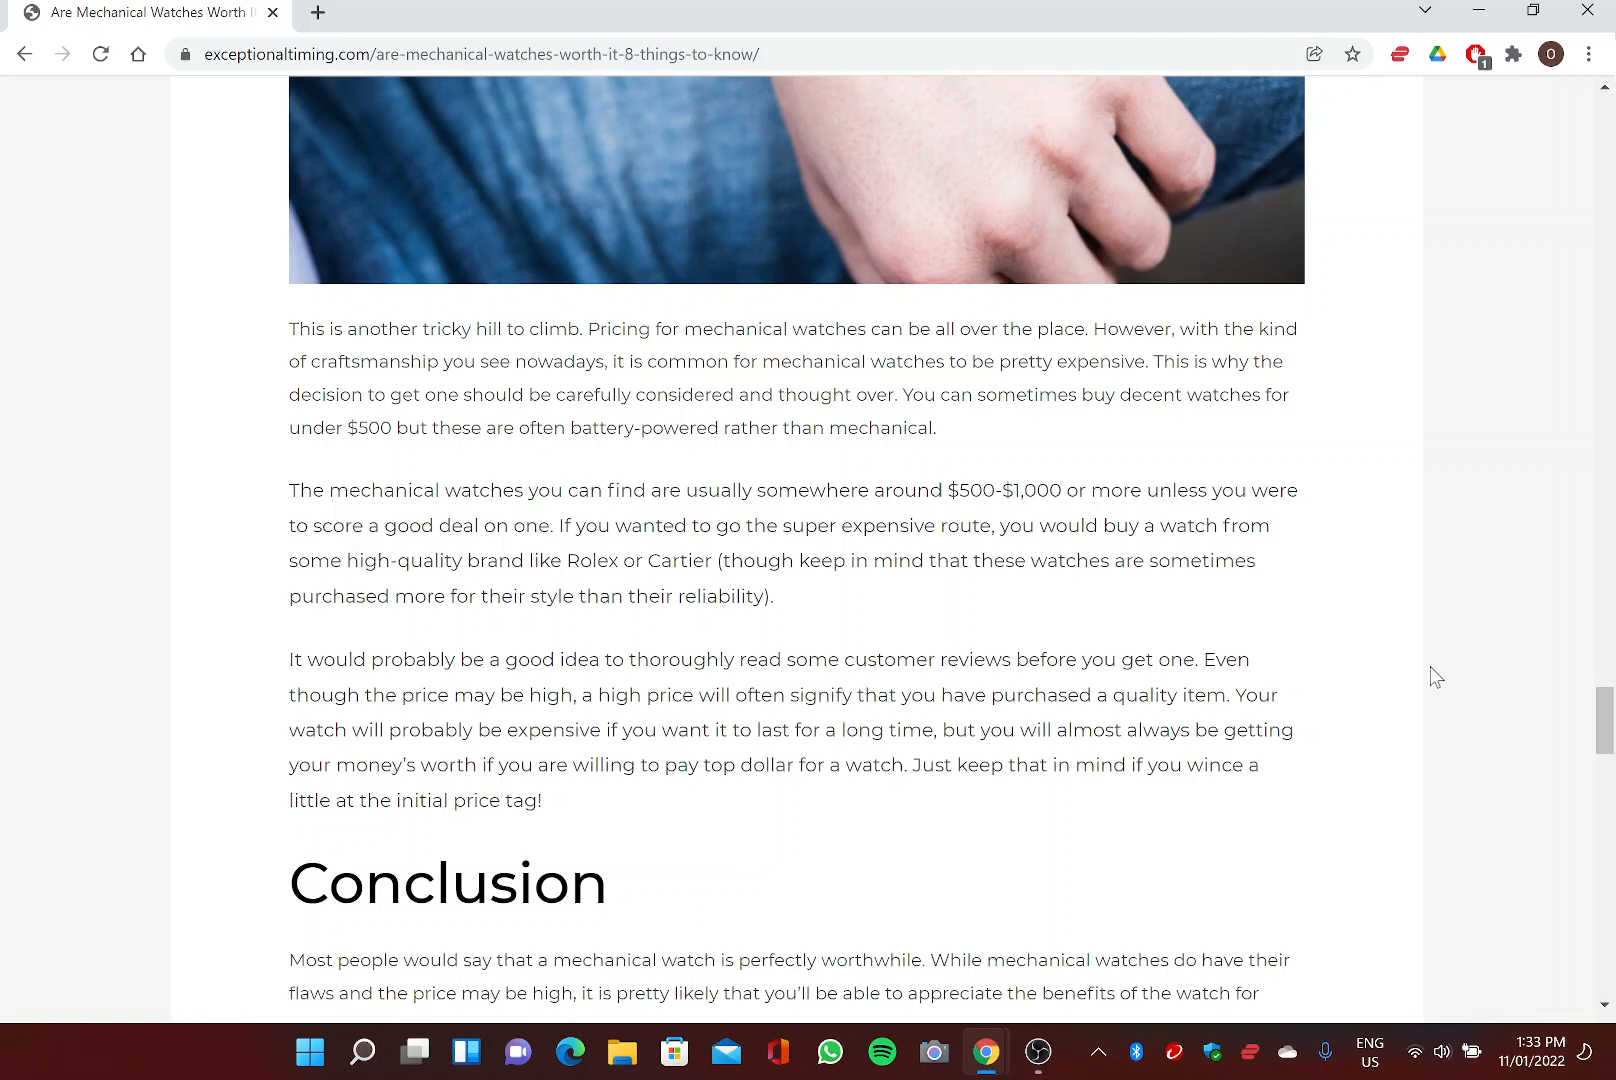 Are Mechanical Watches Worth I
exceptionaltiming.com/are-mechanical-watches-worth-it-8-things-to-know/
1
O
This is another tricky hill to climb. Pricing for mechanical watches can be all over the place. However, with the kind
of craftsmanship you see nowadays, it is common for mechanical watches to be pretty expensive. This is why the
decision to get one should be carefully considered and thought over. You can sometimes buy decent watches for
under $500 but these are often battery-powered rather than mechanical.
The mechanical watches you can find are usually somewhere around $500-$1,000 or more unless you were
to score a good deal on one. If you wanted to go the super expensive route, you would buy a watch from
some high-quality brand like Rolex or Cartier (though keep in mind that these watches are sometimes
purchased more for their style than their reliability).
It would probably be a good idea to thoroughly read some customer reviews before you get one. Even
though the price may be high, a high price will often signify that you have purchased a quality item. Your
watch will probably be expensive if you want it to last for a long time, but you will almost always be getting
your money's worth if you are willing to pay top dollar for a watch. Just keep that in mind if you wince a
little at the initial price tag!
Conclusion
Most people would say that a mechanical watch is perfectly worthwhile. While mechanical watches do have their
flaws and the price may be high, it is pretty likely that you'll be able to appreciate the benefits of the watch for
ENG
US
1:33 PM
11/01/2022